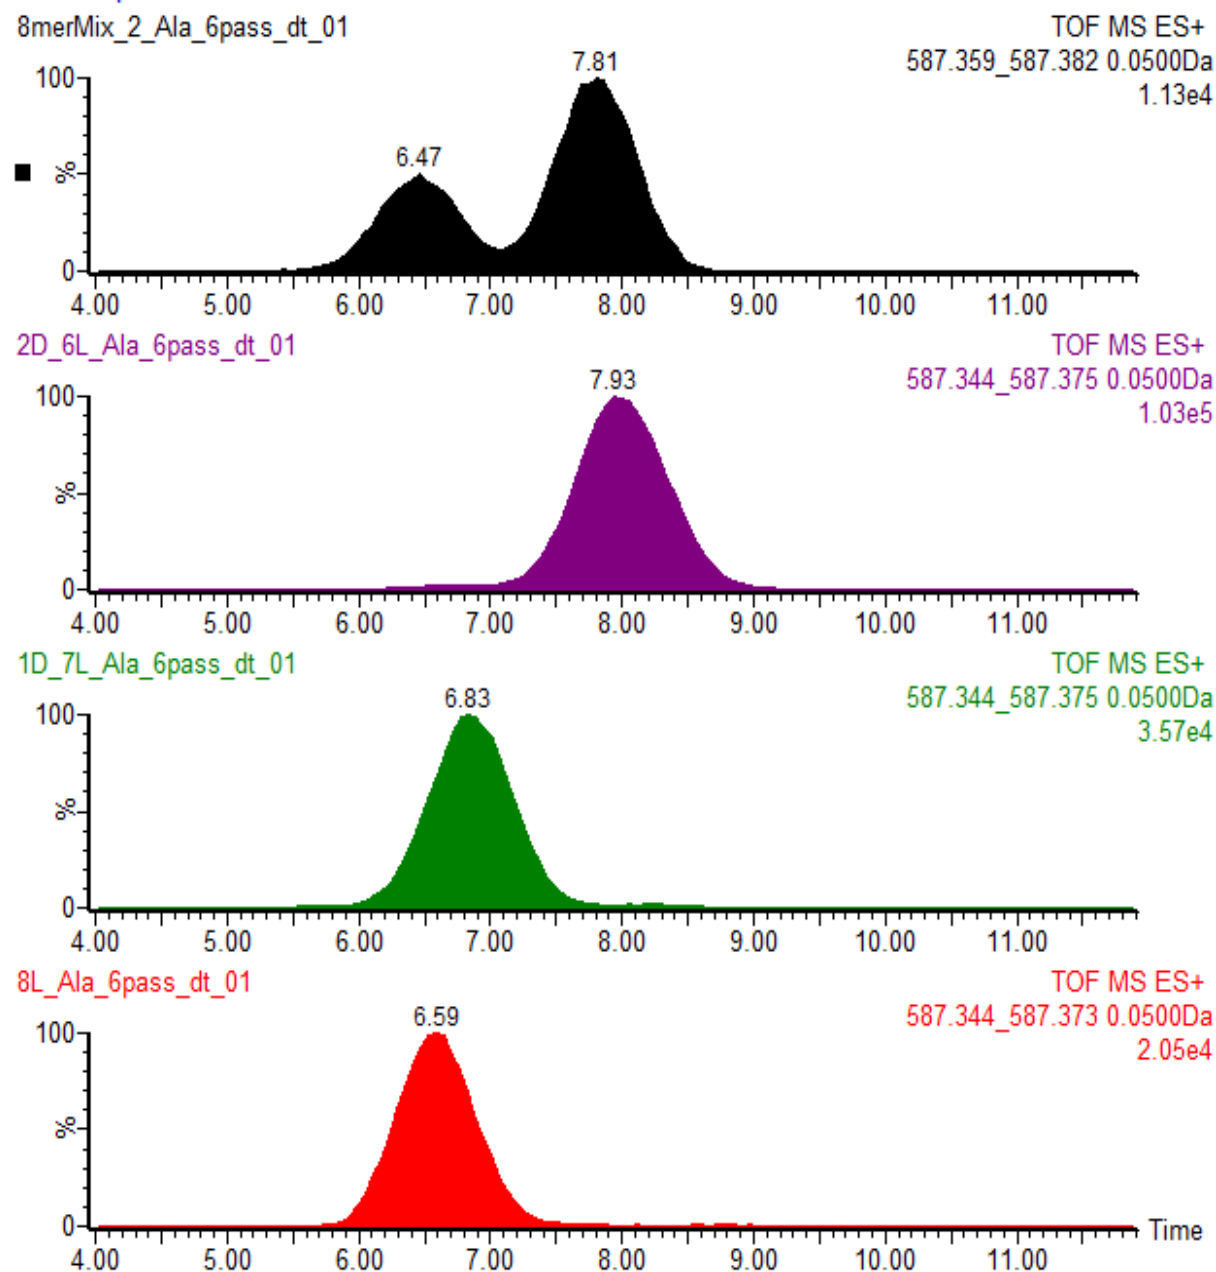 8merMix_2_Ala_6pass_dt_01
TOF MS ES+
587.359_587.382 0.0500Da
1.13e4
7.81
6.47
100
%
0
4.00 5.00 6.00 7.00 8.00 9.00 10.00 11.00
2D_6L_Ala_6pass_dt_01
TOF MS ES+
587.344_587.375 0.0500Da
1.03e5
7.93
100
%
0
4.00 5.00 6.00 7.00 8.00 9.00 10.00 11.00
1D_7L_Ala_6pass_dt_01
TOF MS ES+
587.344_587.375 0.0500Da
3.57e4
6.83
100
%
0
4.00 5.00 6.00 7.00 8.00 9.00 10.00 11.00
8L_Ala_6pass_dt_01
TOF MS ES+
587.344_587.373 0.0500Da
2.05e4
6.59
100
%
0
Time
4.00 5.00 6.00 7.00 8.00 9.00 10.00 11.00